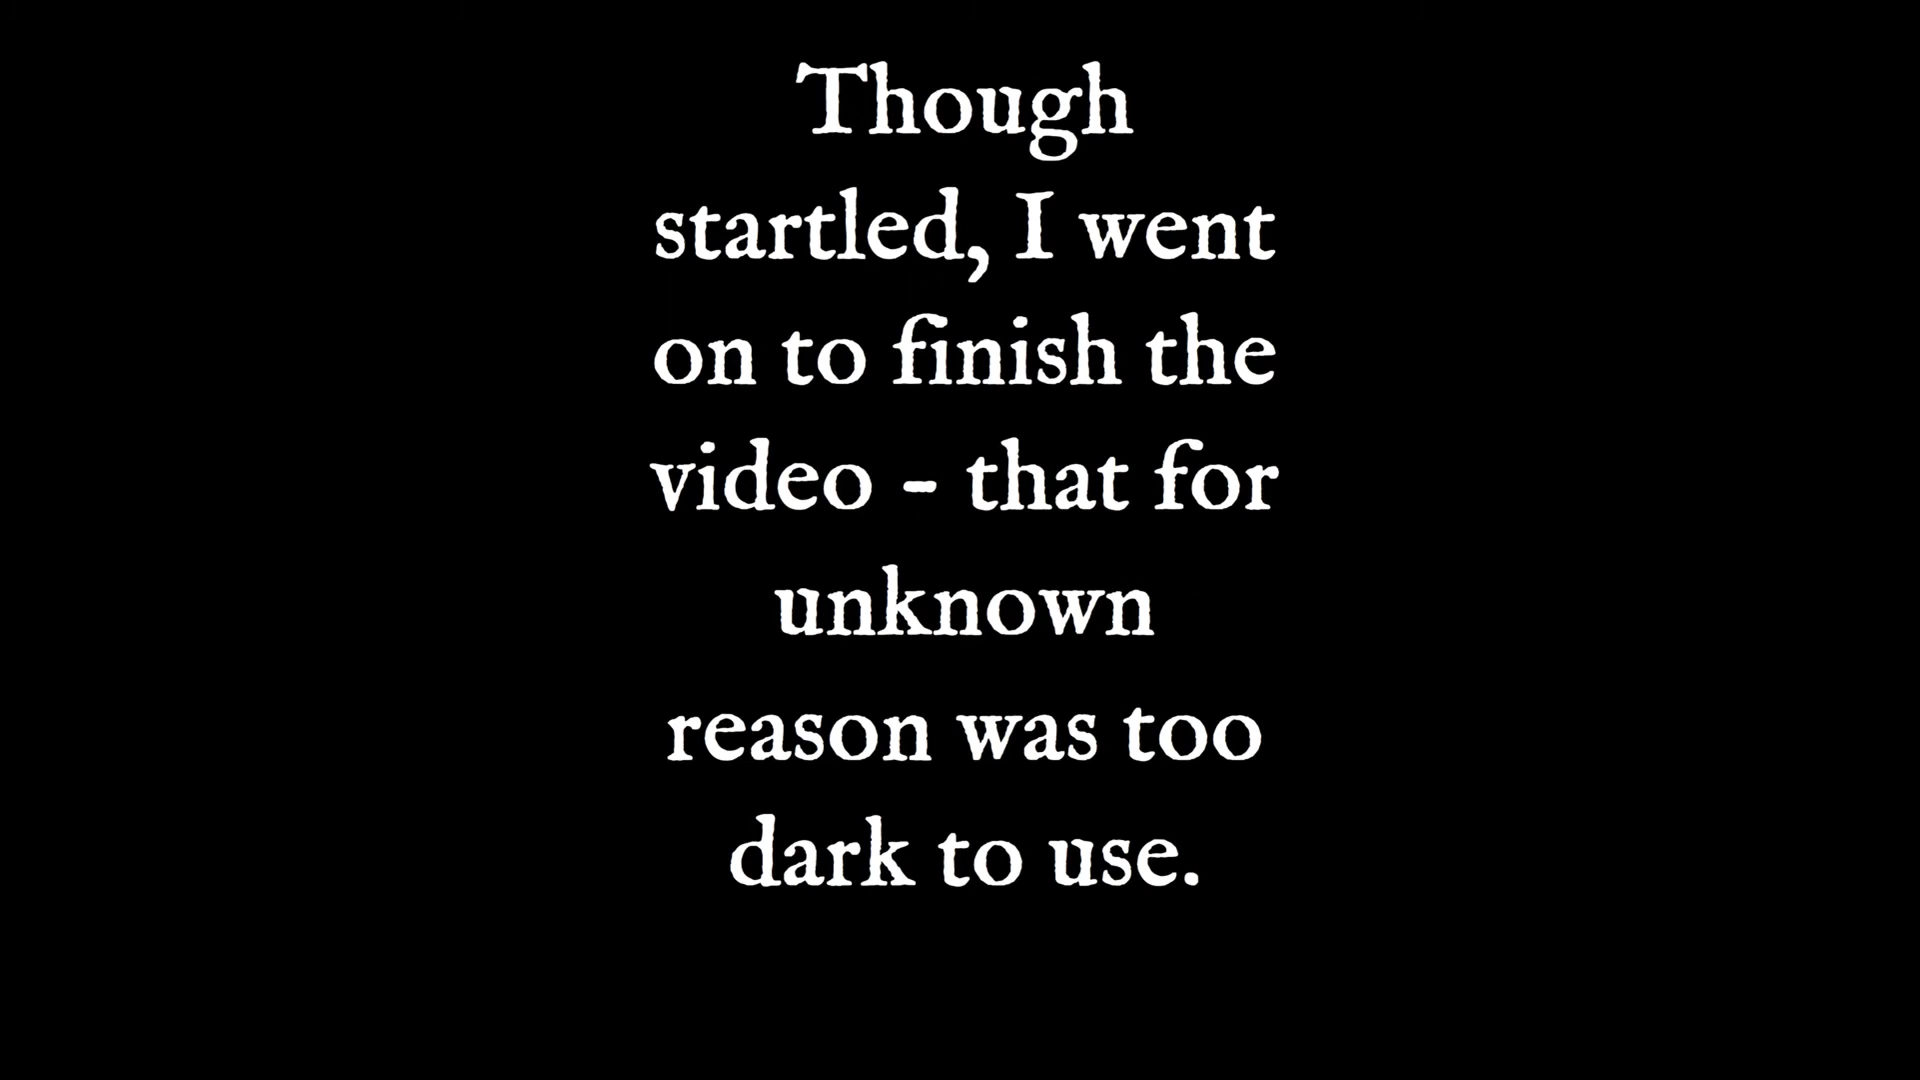 Though
startled, I went
on to finish the
video - that for
unknown
reason was too
dark to use.